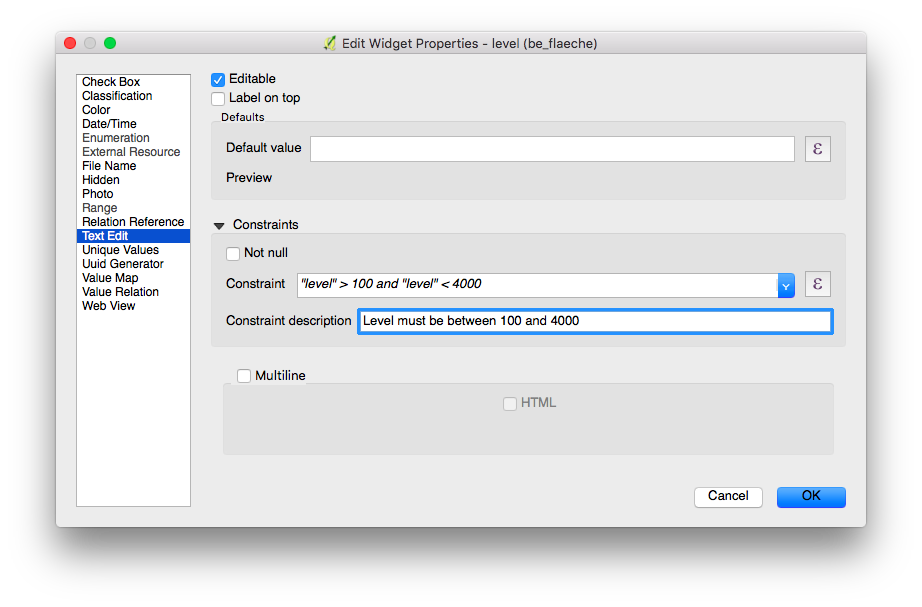 Edit Widget Properties - level (be_flaeche)
Check Box
Classification
Color
Date/Time
Enumeration
External Resource
File Name
Hidden
Photo
Range
Relation Reference
Text Edit
Unique Values
Uuid Generator
Value Map
Value Relation
Web View
Editable
Label on top
Defaults
Default value
ε
Preview
Constraints
Not null
Constraint "level" > 100 and "level" < 4000 ε
Constraint description Level must be between 100 and 4000
Multiline
HTML
Cancel OK